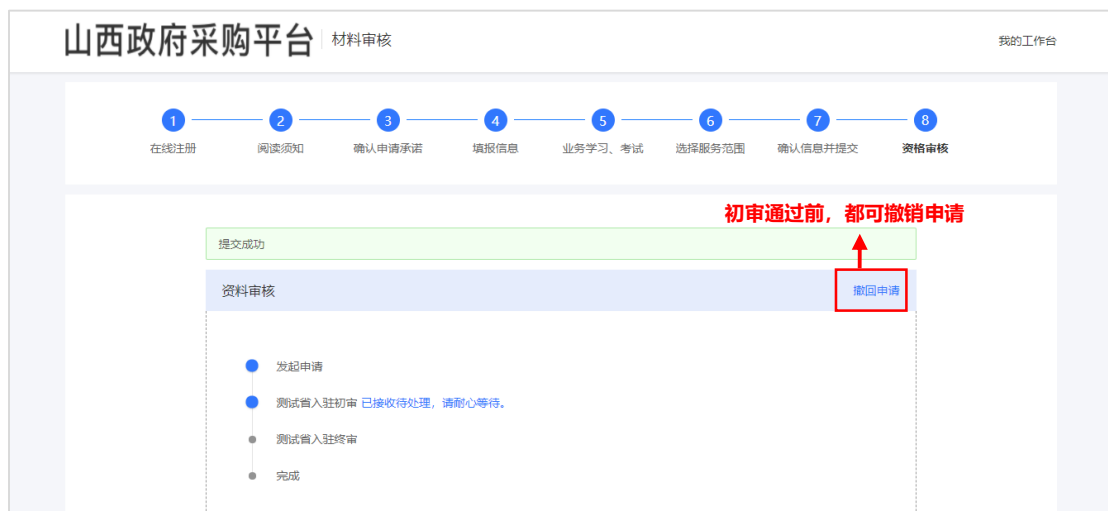 山西政府采购平台 材料审核 我的工作台
1 2 3 4 5 6 7 8
在线注册 阅读须知 确认申请承诺 填报信息 业务学习、考试 选择服务范围 确认信息并提交 资格审核
初审通过前，都可撤销申请
提交成功
资料审核 撤回申请
发起申请
测试省入驻初审 已接收待处理，请耐心等待。
测试省入驻终审
完成